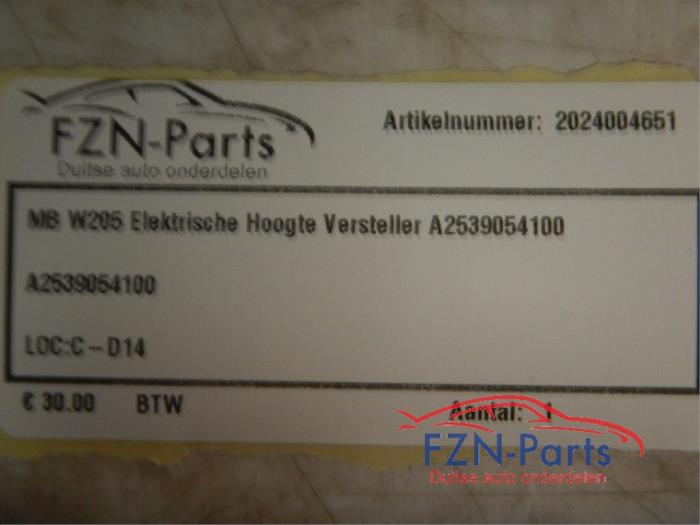 FZN-Parts
Duitse auto onderdelen
Artikelnummer: 2024004651
MB W205 Elektrische Hoogte Versteller A2539054100
A2539054100
LOC:C-D14
€ 30.00 BTW Aantal: 1
FZN-Parts
Duitse auto onderdelen